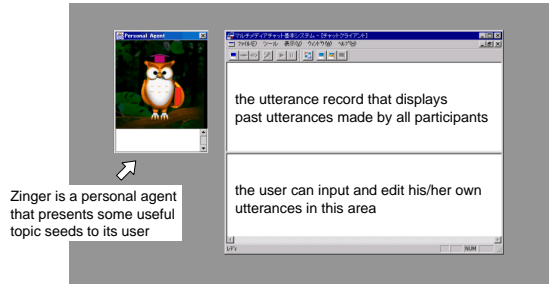 Personal Agent
マルチメディアチャット基本システム - [チャットクライアント]
ファイル(F) ツール 表示(V) ウィンドウ(W) ヘルプ(H)
the utterance record that displays
past utterances made by all participants
Zinger is a personal agent
that presents some useful
topic seeds to its user
the user can input and edit his/her own
utterances in this area
レディ
NUM